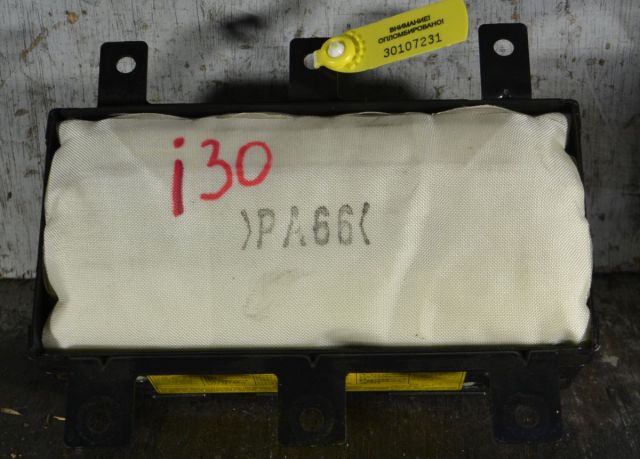 ВНИМАНИЕ!
ОПЛОМБИРОВАНО!
30107231
i30
>PA66<